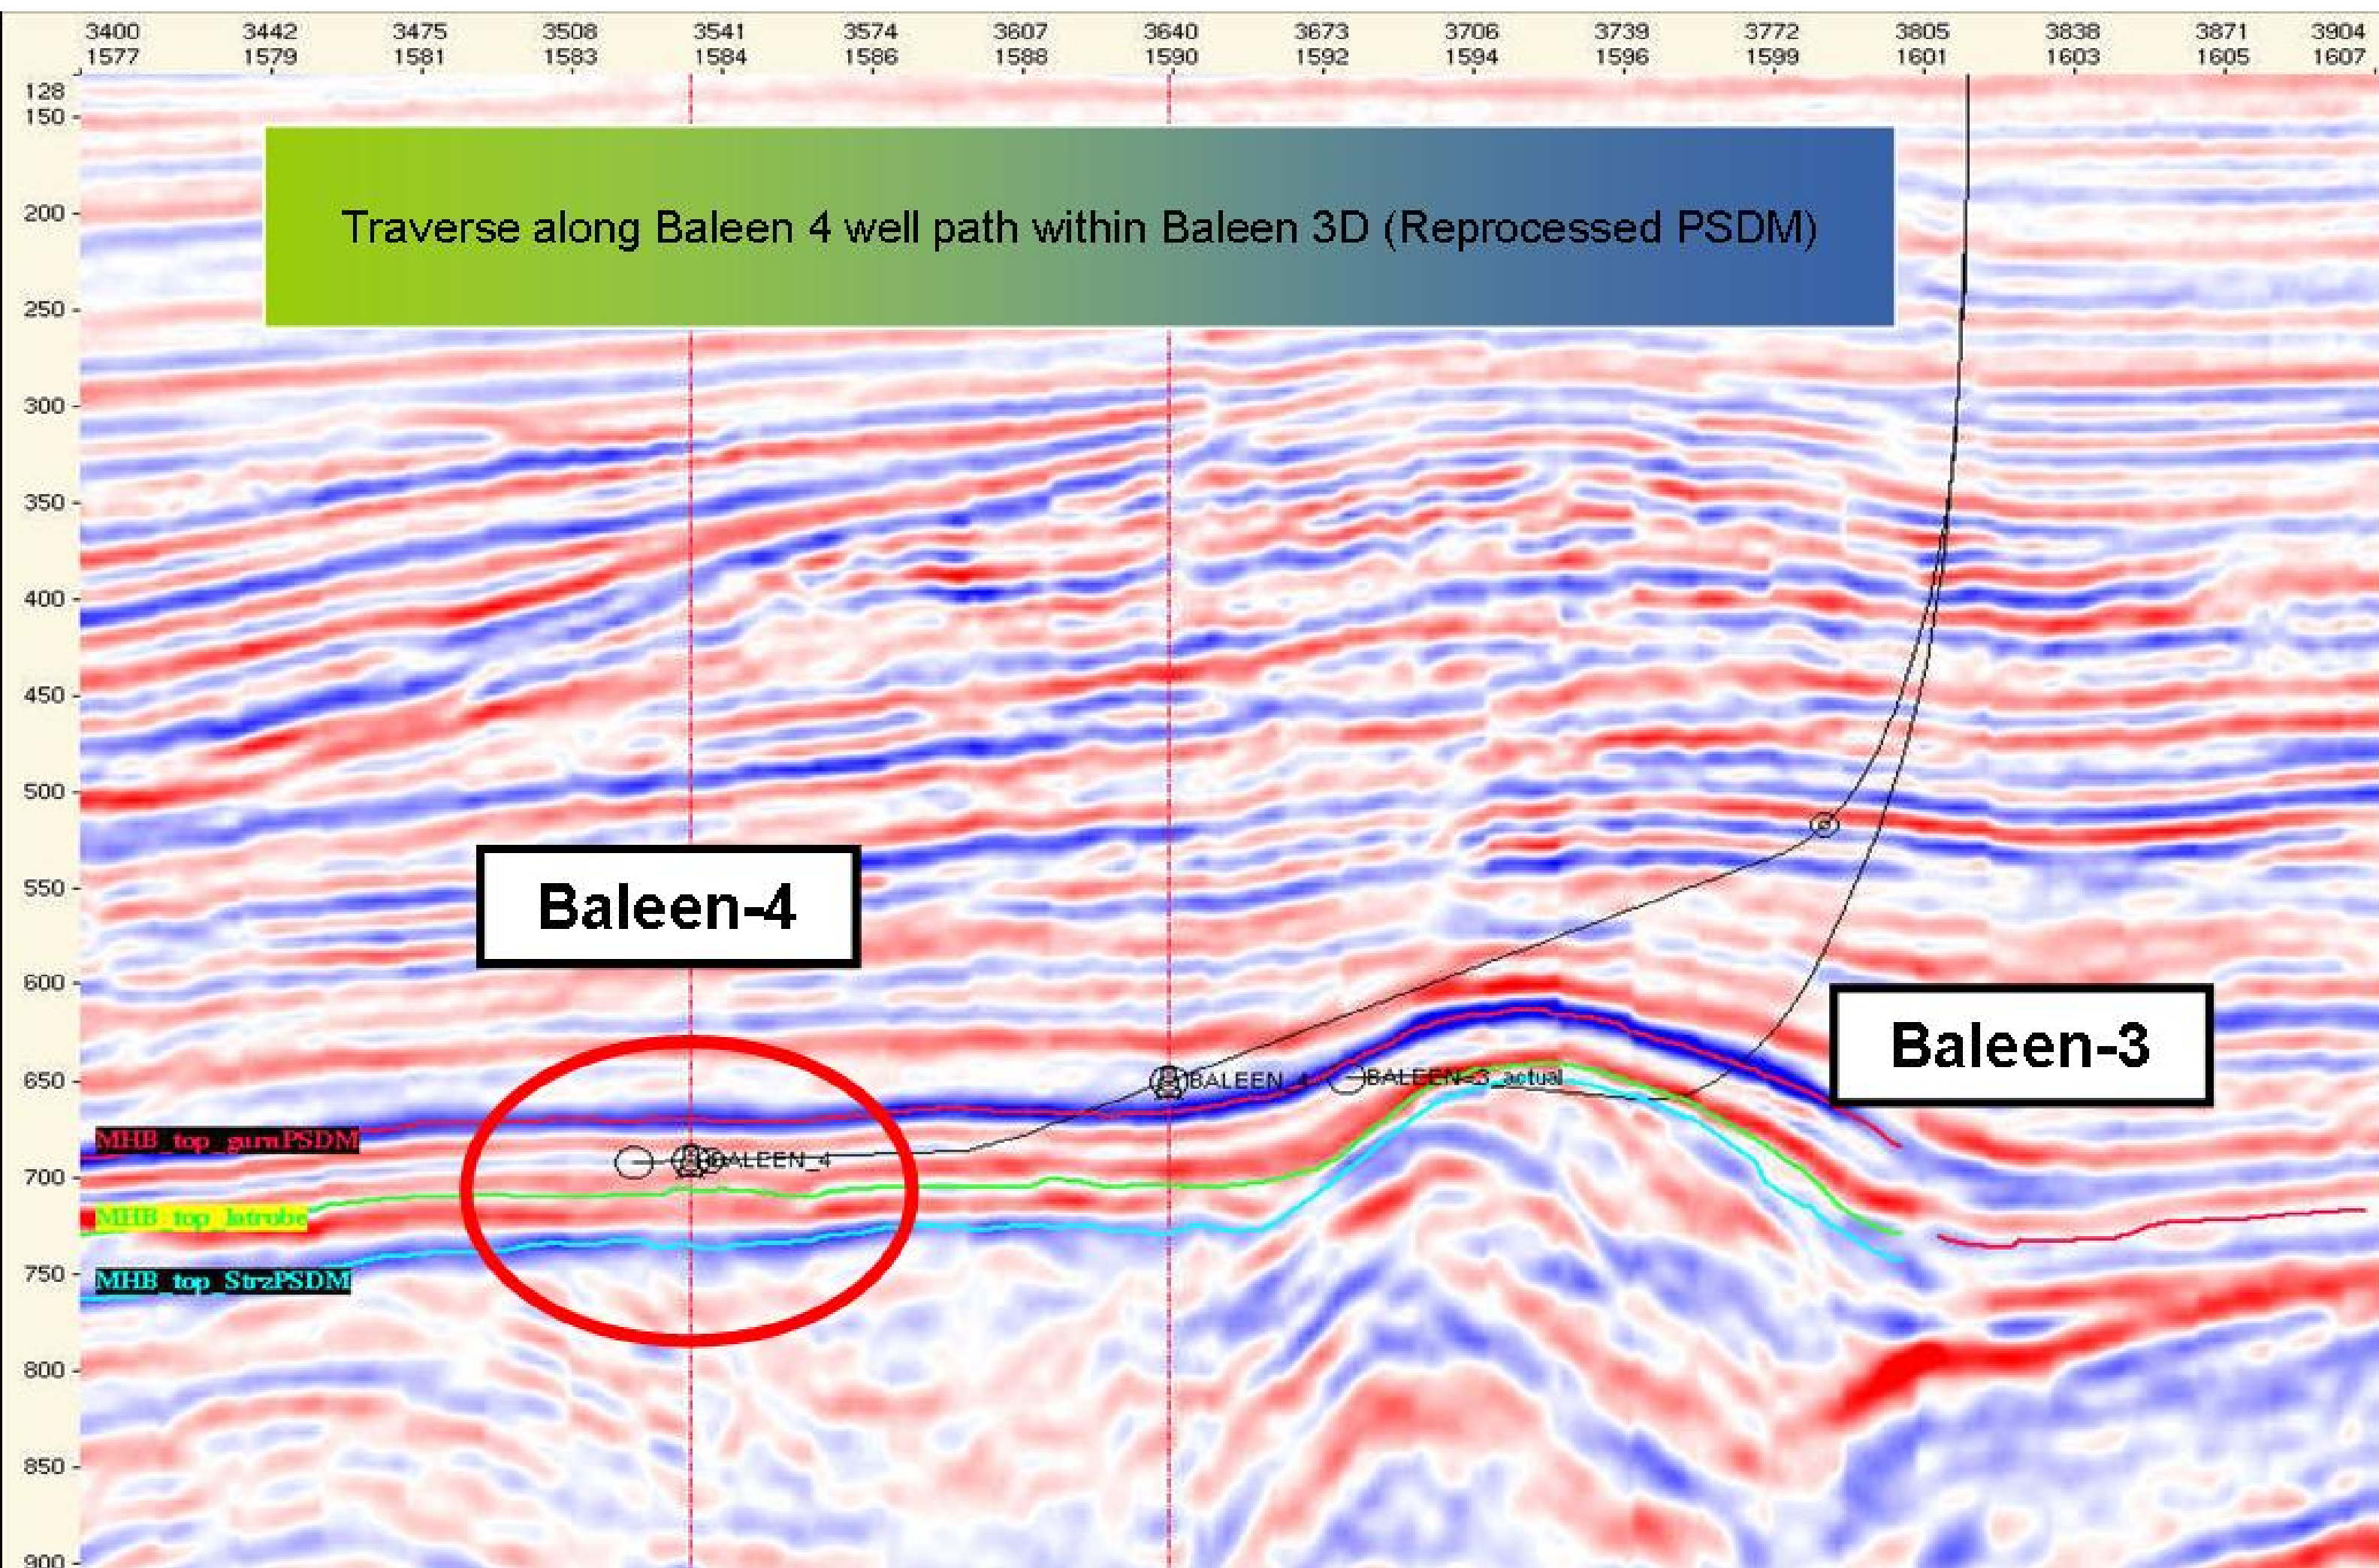 3400 3442 3475 3508 3541 3574 3607 3640 3673 3706 3739 3772 3805 3838 3871 3904
1577 1579 1581 1583 1584 1586 1588 1590 1592 1594 1596 1599 1601 1603 1605 1607
128
150
200
Traverse along Baleen 4 well path within Baleen 3D (Reprocessed PSDM)
250
300
350
400
450
500
550
Baleen-4
600
Baleen-3
650
BALEEN_4
BALEEN-3_actual
MHB_top_gurnPSDM
BALEEN_4
700
MHB_top_latrobe
750
MHB_top_StrzPSDM
800
850
900